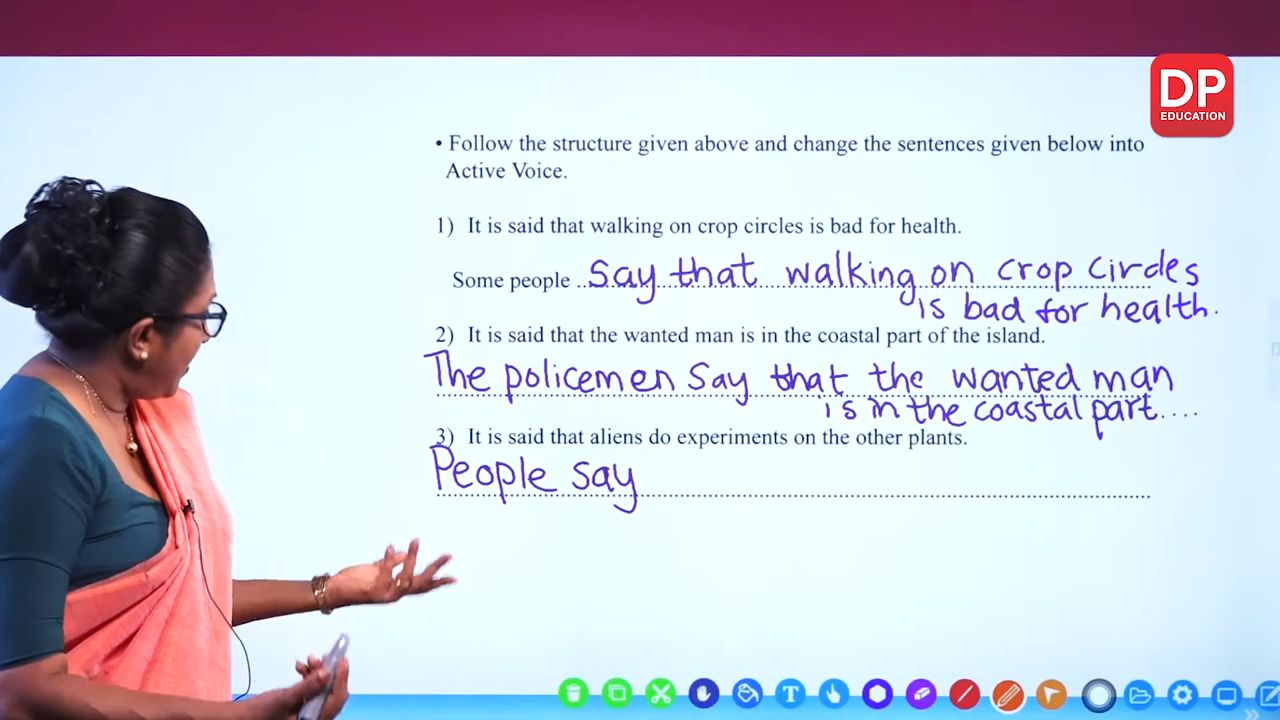 DP
EDUCATION
• Follow the structure given above and change the sentences given below into
Active Voice.
1) It is said that walking on crop circles is bad for health.
Some people say that walking on crop circles
is bad for health.
2) It is said that the wanted man is in the coastal part of the island.
The policemen say that the wanted man
is in the coastal part....
3) It is said that aliens do experiments on the other plants.
People say